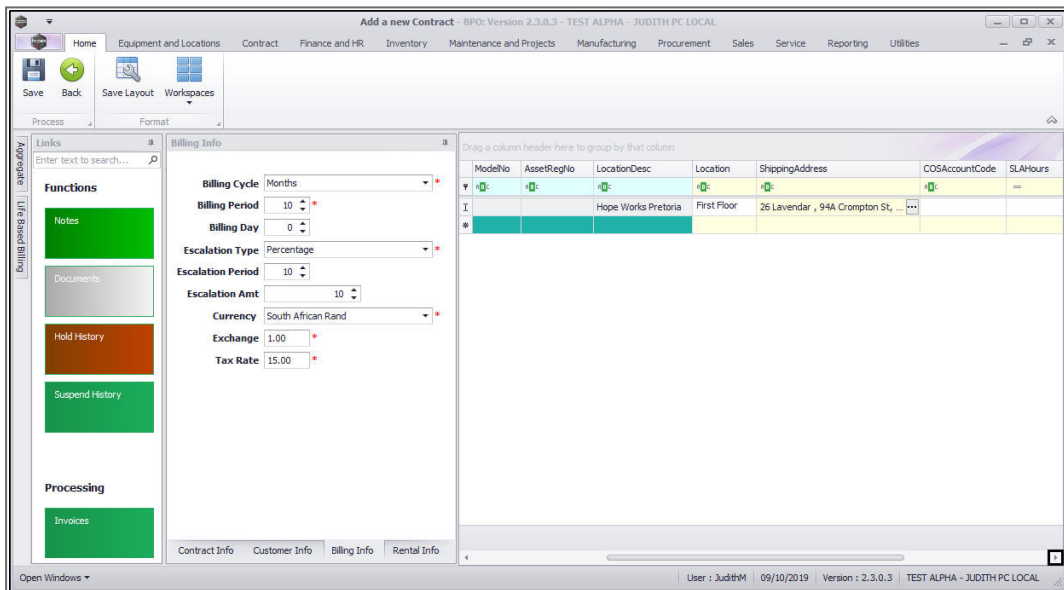 Add a new Contract - BPO: Version 2.3.0.3 - TEST ALPHA - JUDITH PC LOCAL
Home Equipment and Locations Contract Finance and HR Inventory Maintenance and Projects Manufacturing Procurement Sales Service Reporting Utilities
Save Back Save Layout Workspaces
Process Format
Aggregate
Life Based Billing
Links
Enter text to search...
Functions
Notes
Documents
Hold History
Suspend History
Processing
Invoices
Billing Info
Billing Cycle Months *
Billing Period 10 *
Billing Day 0
Escalation Type Percentage *
Escalation Period 10
Escalation Amt 10
Currency South African Rand *
Exchange 1.00 *
Tax Rate 15.00 *
Contract Info Customer Info Billing Info Rental Info
Drag a column header here to group by that column
ModelNo AssetRegNo LocationDesc Location ShippingAddress COSAccountCode SLAHours
Hope Works Pretoria First Floor 26 Lavendar , 94A Crompton St, ... ...
Open Windows User : JudithM 09/10/2019 Version : 2.3.0.3 TEST ALPHA - JUDITH PC LOCAL